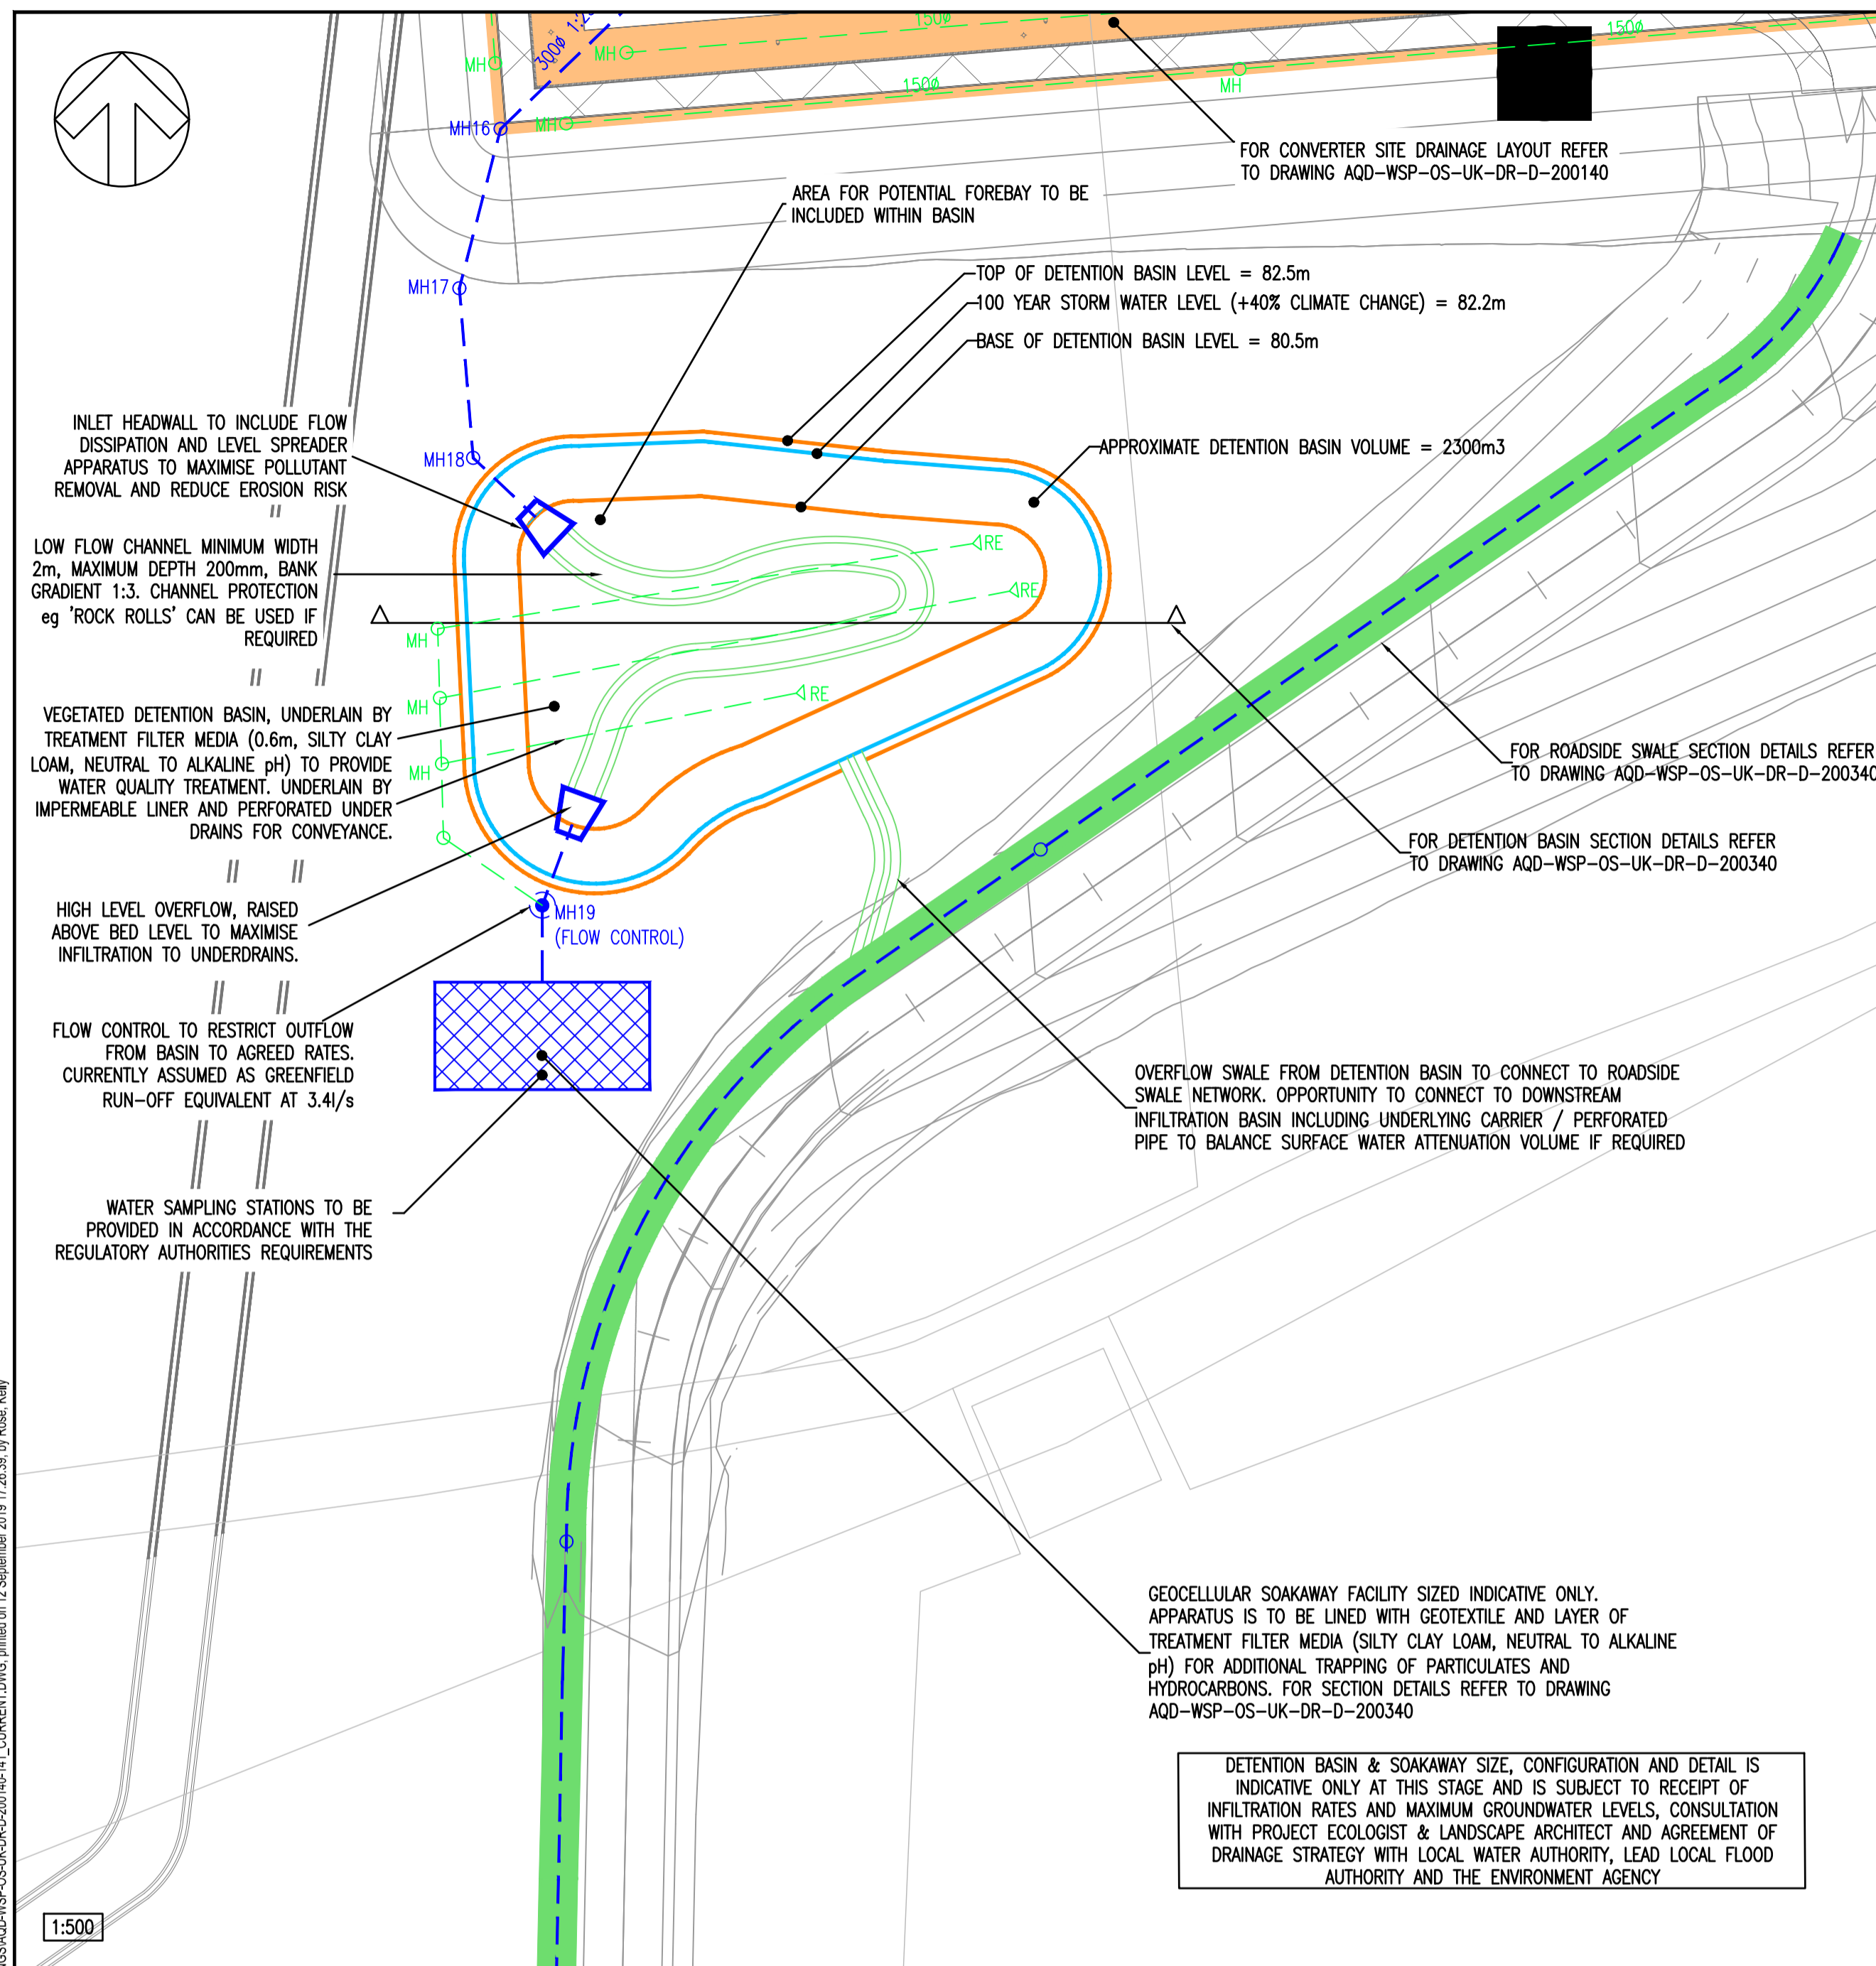 150ø
150ø
300ø
MH
MH
150ø
MH
MH16
MH
FOR CONVERTER SITE DRAINAGE LAYOUT REFER
TO DRAWING AQD-WSP-OS-UK-DR-D-200140
AREA FOR POTENTIAL FOREBAY TO BE
INCLUDED WITHIN BASIN
MH17
TOP OF DETENTION BASIN LEVEL = 82.5m
100 YEAR STORM WATER LEVEL (+40% CLIMATE CHANGE) = 82.2m
BASE OF DETENTION BASIN LEVEL = 80.5m
INLET HEADWALL TO INCLUDE FLOW
DISSIPATION AND LEVEL SPREADER
APPARATUS TO MAXIMISE POLLUTANT
REMOVAL AND REDUCE EROSION RISK
MH18
APPROXIMATE DETENTION BASIN VOLUME = 2300m3
LOW FLOW CHANNEL MINIMUM WIDTH
2m, MAXIMUM DEPTH 200mm, BANK
GRADIENT 1:3. CHANNEL PROTECTION
eg 'ROCK ROLLS' CAN BE USED IF
REQUIRED
RE
RE
MH
RE
MH
MH
VEGETATED DETENTION BASIN, UNDERLAIN BY
TREATMENT FILTER MEDIA (0.6m, SILTY CLAY
LOAM, NEUTRAL TO ALKALINE pH) TO PROVIDE
WATER QUALITY TREATMENT. UNDERLAIN BY
IMPERMEABLE LINER AND PERFORATED UNDER
DRAINS FOR CONVEYANCE.
FOR ROADSIDE SWALE SECTION DETAILS REFER
TO DRAWING AQD-WSP-OS-UK-DR-D-200340
FOR DETENTION BASIN SECTION DETAILS REFER
TO DRAWING AQD-WSP-OS-UK-DR-D-200340
HIGH LEVEL OVERFLOW, RAISED
ABOVE BED LEVEL TO MAXIMISE
INFILTRATION TO UNDERDRAINS.
MH19
(FLOW CONTROL)
FLOW CONTROL TO RESTRICT OUTFLOW
FROM BASIN TO AGREED RATES.
CURRENTLY ASSUMED AS GREENFIELD
RUN-OFF EQUIVALENT AT 3.4l/s
OVERFLOW SWALE FROM DETENTION BASIN TO CONNECT TO ROADSIDE
SWALE NETWORK. OPPORTUNITY TO CONNECT TO DOWNSTREAM
INFILTRATION BASIN INCLUDING UNDERLYING CARRIER / PERFORATED
PIPE TO BALANCE SURFACE WATER ATTENUATION VOLUME IF REQUIRED
WATER SAMPLING STATIONS TO BE
PROVIDED IN ACCORDANCE WITH THE
REGULATORY AUTHORITIES REQUIREMENTS
GEOCELLULAR SOAKAWAY FACILITY SIZED INDICATIVE ONLY.
APPARATUS IS TO BE LINED WITH GEOTEXTILE AND LAYER OF
TREATMENT FILTER MEDIA (SILTY CLAY LOAM, NEUTRAL TO ALKALINE
pH) FOR ADDITIONAL TRAPPING OF PARTICULATES AND
HYDROCARBONS. FOR SECTION DETAILS REFER TO DRAWING
AQD-WSP-OS-UK-DR-D-200340
DETENTION BASIN & SOAKAWAY SIZE, CONFIGURATION AND DETAIL IS
INDICATIVE ONLY AT THIS STAGE AND IS SUBJECT TO RECEIPT OF
INFILTRATION RATES AND MAXIMUM GROUNDWATER LEVELS, CONSULTATION
WITH PROJECT ECOLOGIST & LANDSCAPE ARCHITECT AND AGREEMENT OF
DRAINAGE STRATEGY WITH LOCAL WATER AUTHORITY, LEAD LOCAL FLOOD
AUTHORITY AND THE ENVIRONMENT AGENCY
1:500
printed on 12 September 2019 17:26:39, by Rose, Kelly